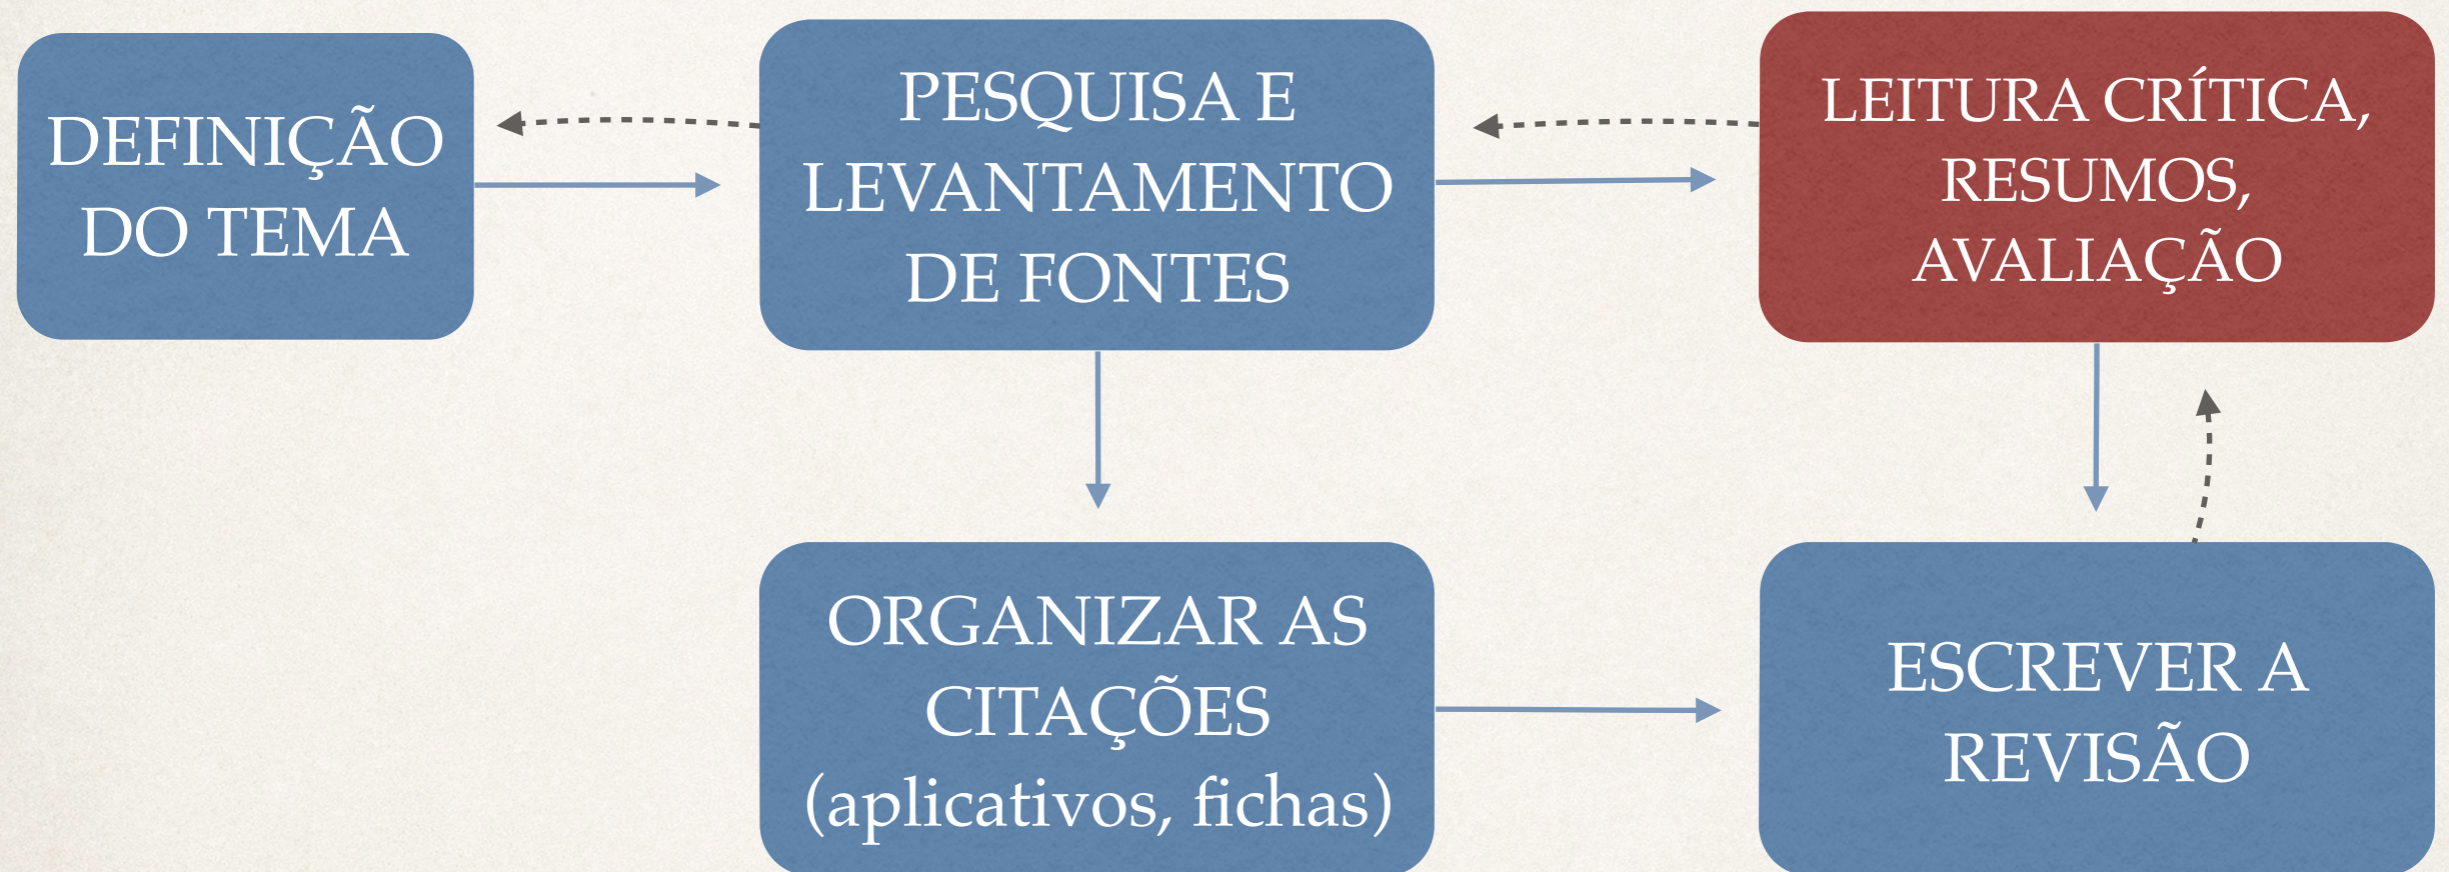 DEFINIÇÃO
DO TEMA
PESQUISA E
LEVANTAMENTO
DE FONTES
LEITURA CRÍTICA,
RESUMOS,
AVALIAÇÃO
ORGANIZAR AS
CITAÇÕES
(aplicativos, fichas)
ESCREVER A
REVISÃO